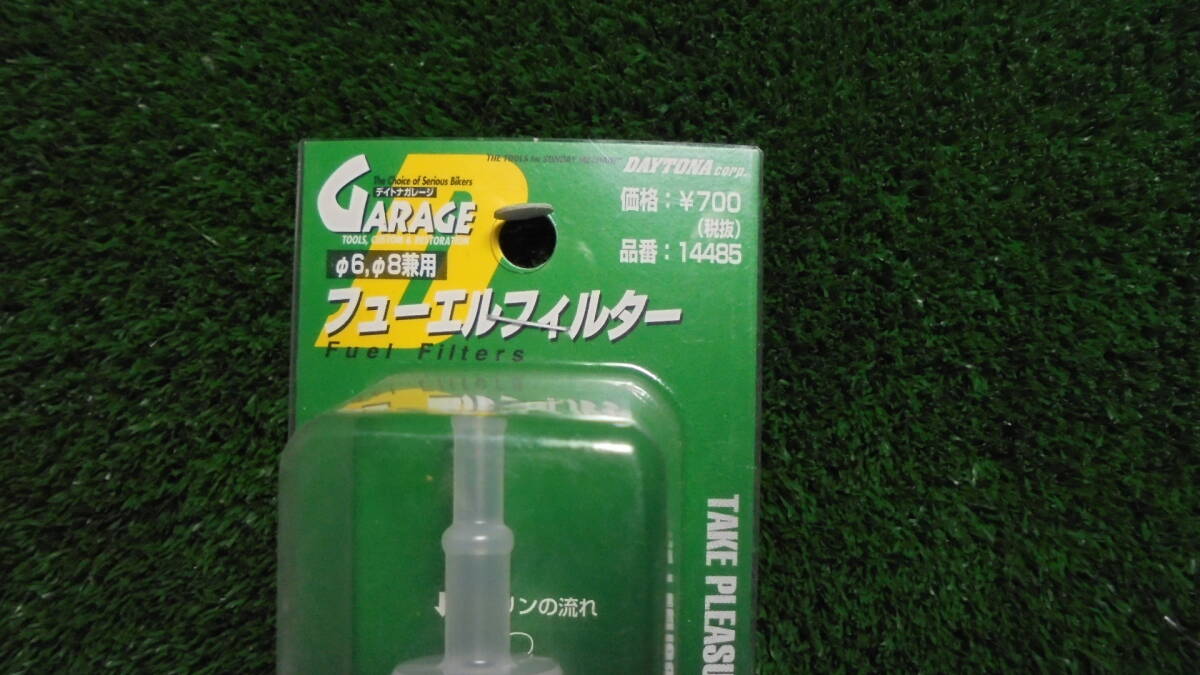 THE TOOLS for SUNDAY MECHANIC
DAYTONA corp.
The Choice of Serious Bikers
デイトナガレージ
GARAGE
TOOLS, CUSTOM & RESTORATION
価格:¥700
(税抜)
品番:14485
φ6,φ8兼用
フューエルフィルター
Fuel Filters
リンの流れ
TAKE PLEASU